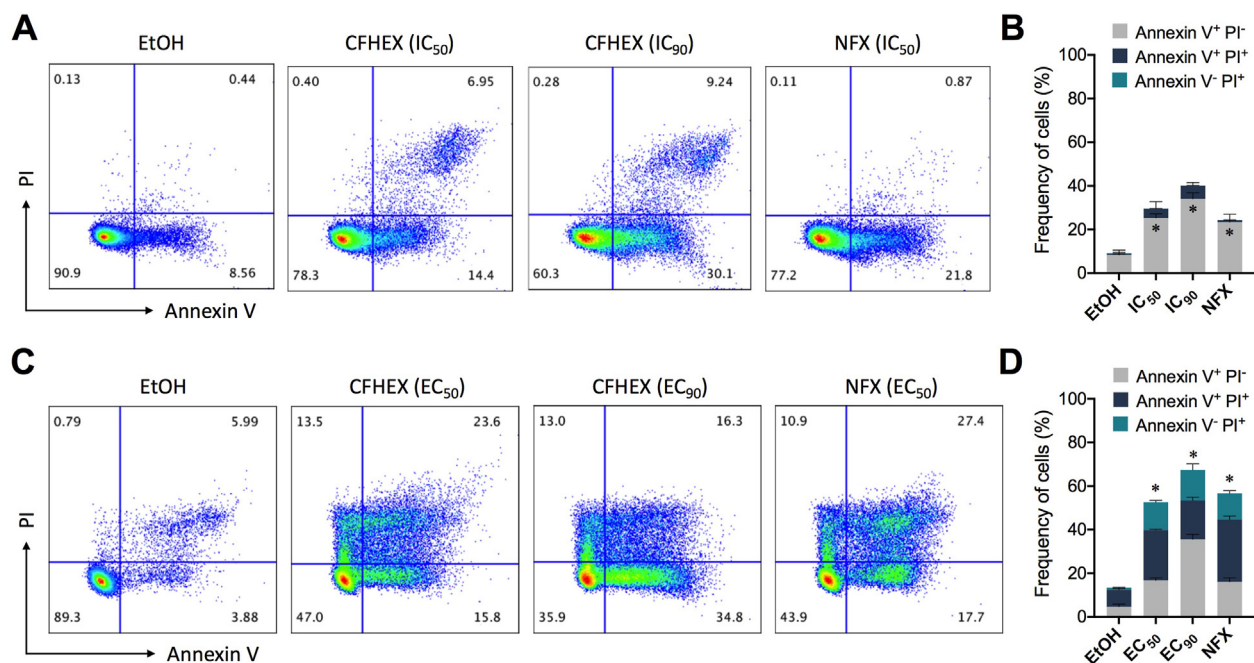 A
EtOH
CFHEX (IC50)
CFHEX (IC90)
NFX (IC50)
0.13 0.44
90.9 8.56
0.40 6.95
78.3 14.4
0.28 9.24
60.3 30.1
0.11 0.87
77.2 21.8
PI
Annexin V
B
Annexin V+ PI-
Annexin V+ PI+
Annexin V- PI+
Frequency of cells (%)
100
80
60
40
20
0
* * *
EtOH IC50 IC90 NFX
C
EtOH
CFHEX (EC50)
CFHEX (EC90)
NFX (EC50)
0.79 5.99
89.3 3.88
13.5 23.6
47.0 15.8
13.0 16.3
35.9 34.8
10.9 27.4
43.9 17.7
PI
Annexin V
D
Annexin V+ PI-
Annexin V+ PI+
Annexin V- PI+
Frequency of cells (%)
100
80
60
40
20
0
* * *
EtOH EC50 EC90 NFX